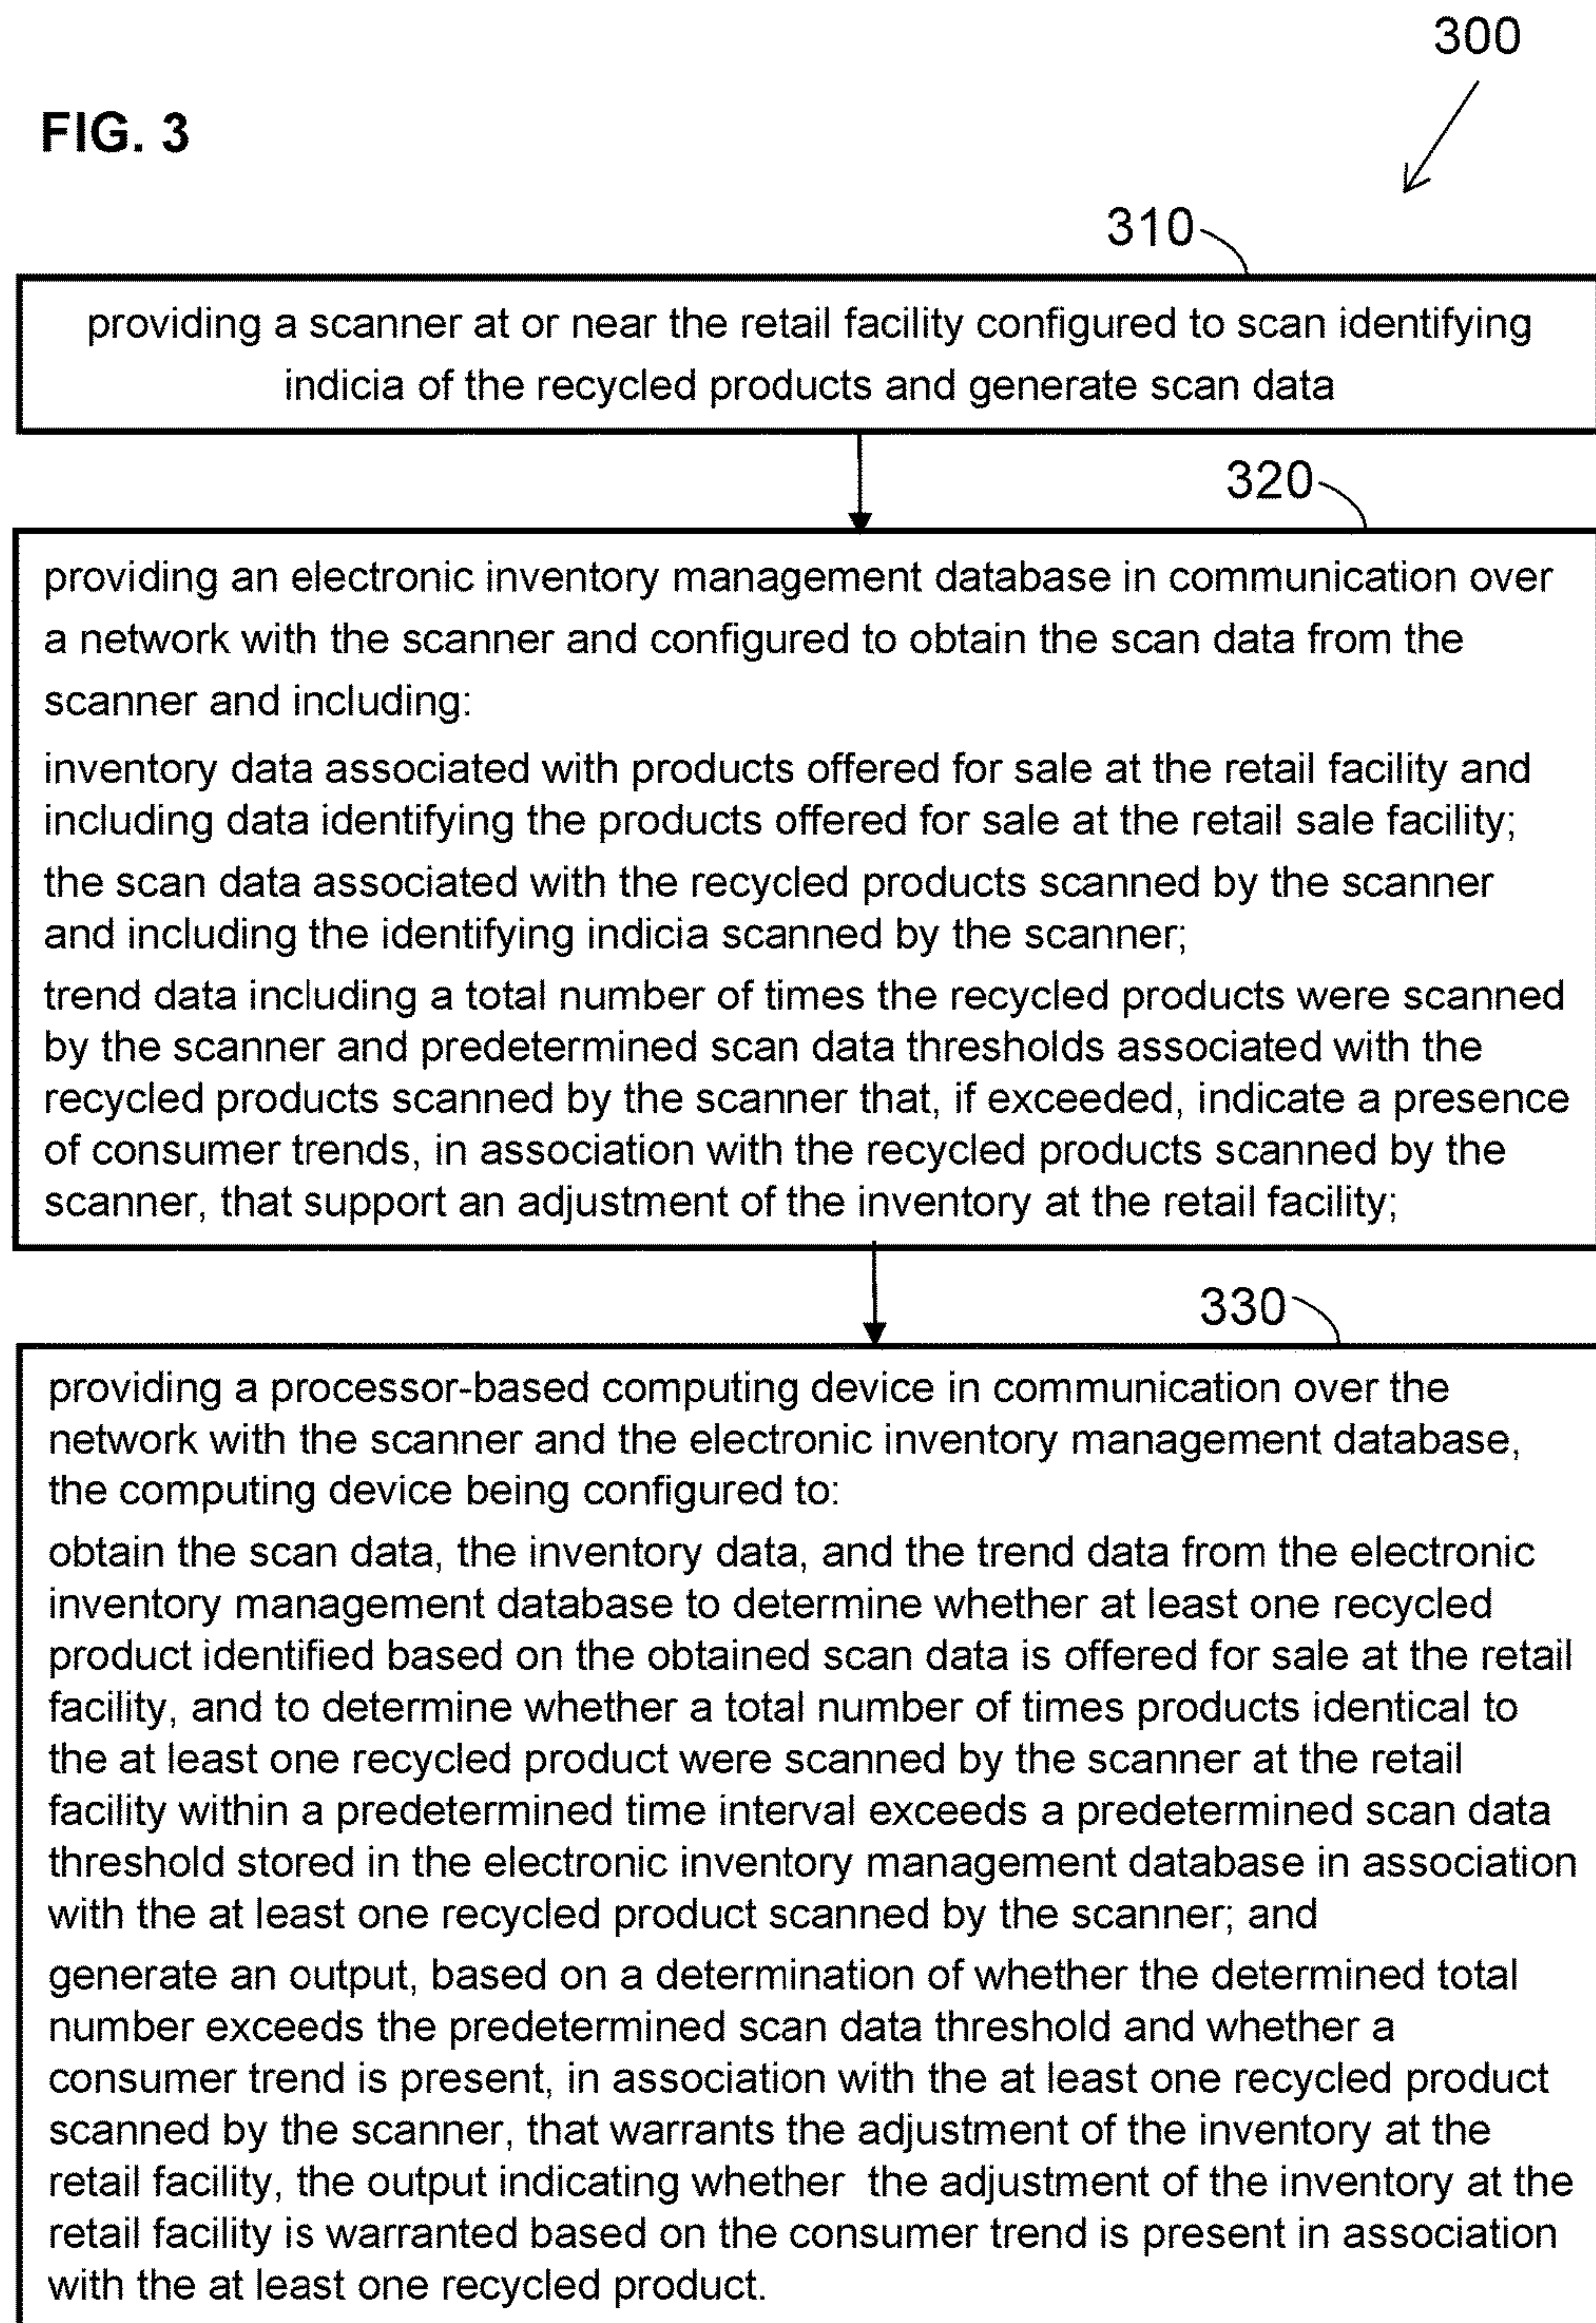 300
FIG. 3
310
providing a scanner at or near the retail facility configured to scan identifying
indicia of the recycled products and generate scan data
320
providing an electronic inventory management database in communication over
a network with the scanner and configured to obtain the scan data from the
scanner and including:
inventory data associated with products offered for sale at the retail facility and
including data identifying the products offered for sale at the retail sale facility;
the scan data associated with the recycled products scanned by the scanner
and including the identifying indicia scanned by the scanner;
trend data including a total number of times the recycled products were scanned
by the scanner and predetermined scan data thresholds associated with the
recycled products scanned by the scanner that, if exceeded, indicate a presence
of consumer trends, in association with the recycled products scanned by the
scanner, that support an adjustment of the inventory at the retail facility;
330
providing a processor-based computing device in communication over the
network with the scanner and the electronic inventory management database,
the computing device being configured to:
obtain the scan data, the inventory data, and the trend data from the electronic
inventory management database to determine whether at least one recycled
product identified based on the obtained scan data is offered for sale at the retail
facility, and to determine whether a total number of times products identical to
the at least one recycled product were scanned by the scanner at the retail
facility within a predetermined time interval exceeds a predetermined scan data
threshold stored in the electronic inventory management database in association
with the at least one recycled product scanned by the scanner; and
generate an output, based on a determination of whether the determined total
number exceeds the predetermined scan data threshold and whether a
consumer trend is present, in association with the at least one recycled product
scanned by the scanner, that warrants the adjustment of the inventory at the
retail facility, the output indicating whether  the adjustment of the inventory at the
retail facility is warranted based on the consumer trend is present in association
with the at least one recycled product.